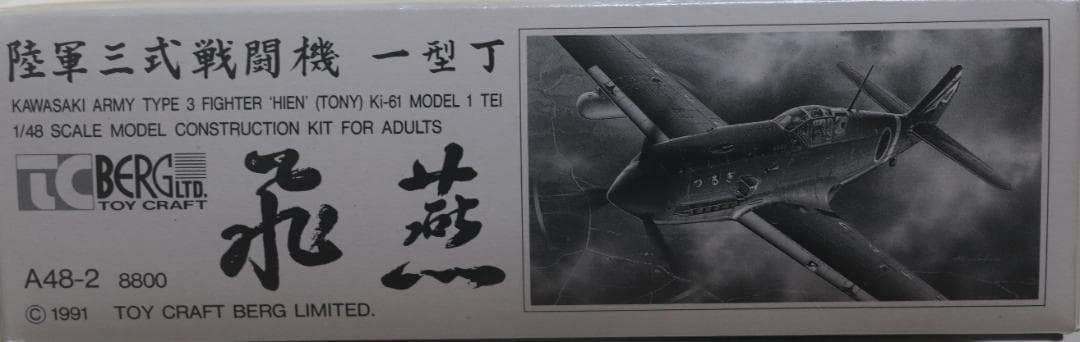 陸軍三式戦闘機 一型丁
KAWASAKI ARMY TYPE 3 FIGHTER ‘HIEN’ (TONY) Ki-61 MODEL 1 TEI
1/48 SCALE MODEL CONSTRUCTION KIT FOR ADULTS
TC BERG LTD.
TOY CRAFT
飛燕
A48-2 8800
© 1991 TOY CRAFT BERG LIMITED.